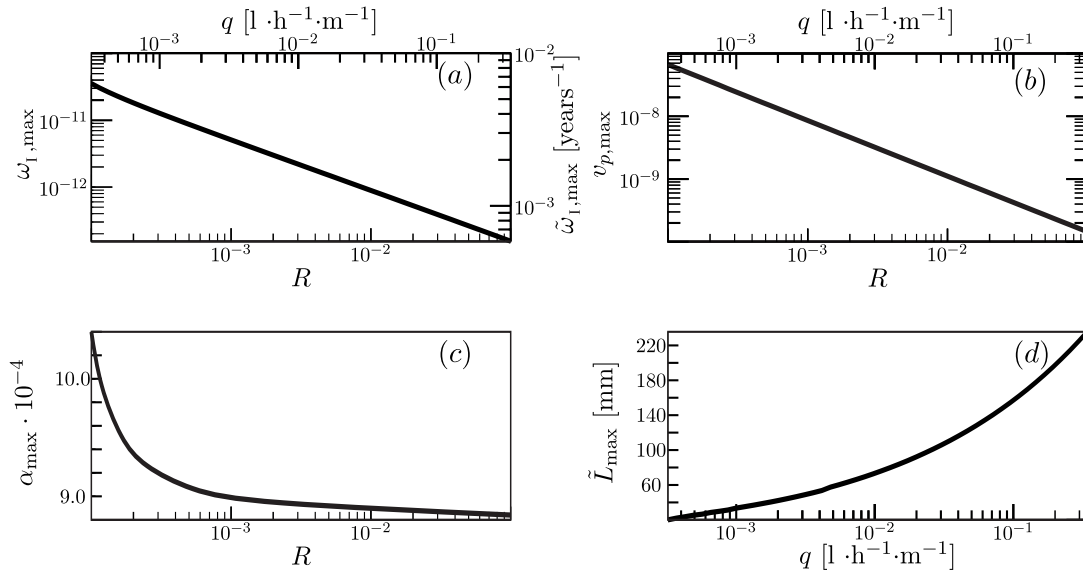 q [l ·h⁻¹·m⁻¹]
10⁻³ 10⁻² 10⁻¹
(a)
10⁻¹¹
10⁻¹²
ω_I,max
10⁻²
10⁻³
ω̃_I,max [years⁻¹]
10⁻³ 10⁻²
R
q [l ·h⁻¹·m⁻¹]
10⁻³ 10⁻² 10⁻¹
(b)
10⁻⁸
10⁻⁹
v_p,max
10⁻³ 10⁻²
R
(c)
10.0
9.0
α_max · 10⁻⁴
10⁻³ 10⁻²
R
(d)
220
180
140
100
60
L̃_max [mm]
10⁻³ 10⁻² 10⁻¹
q [l ·h⁻¹·m⁻¹]